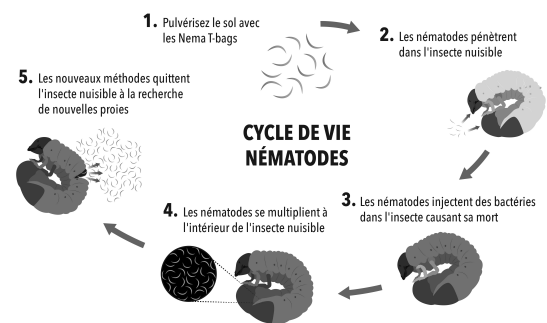 1. Pulvérisez le sol avec
les Nema T-bags
2. Les nématodes pénètrent
dans l'insecte nuisible
3. Les nématodes injectent des bactéries
dans l'insecte causant sa mort
4. Les nématodes se multiplient à
l'intérieur de l'insecte nuisible
5. Les nouveaux méthodes quittent
l'insecte nuisible à la recherche
de nouvelles proies
CYCLE DE VIE
NÉMATODES